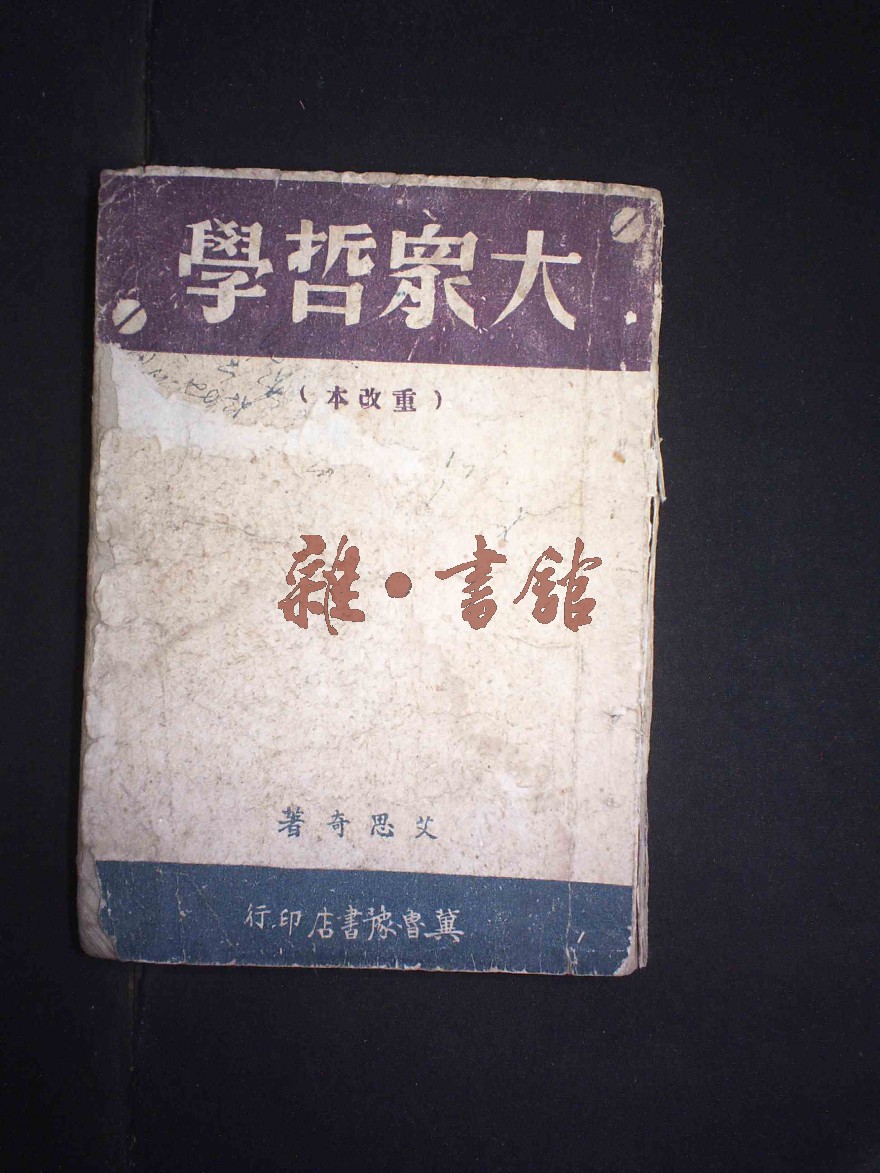 大眾哲學
（重改本）
雜·書館
艾思奇著
冀魯豫書店印行